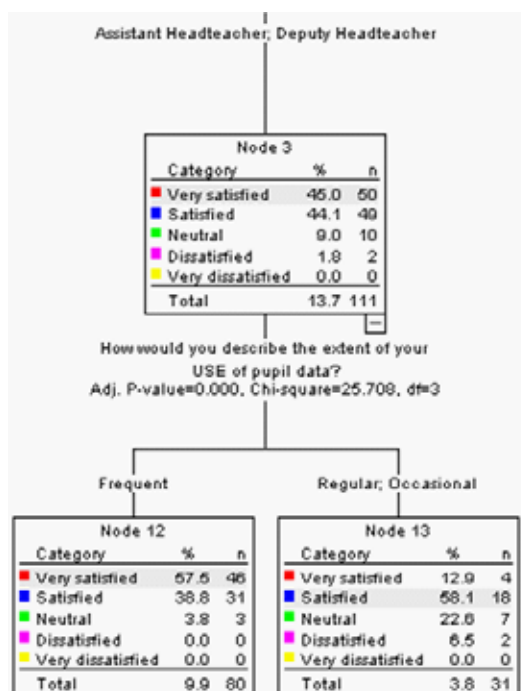 Assistant Headteacher; Deputy Headteacher
Node 3
Category % n
Very satisfied 45.0 50
Satisfied 44.1 49
Neutral 9.0 10
Dissatisfied 1.8 2
Very dissatisfied 0.0 0
Total 13.7 111
How would you describe the extent of your
USE of pupil data?
Adj. P-value=0.000, Chi-square=25.708, df=3
Frequent
Regular; Occasional
Node 12
Category % n
Very satisfied 57.5 46
Satisfied 38.8 31
Neutral 3.8 3
Dissatisfied 0.0 0
Very dissatisfied 0.0 0
Total 9.9 80
Node 13
Category % n
Very satisfied 12.9 4
Satisfied 58.1 18
Neutral 22.6 7
Dissatisfied 6.5 2
Very dissatisfied 0.0 0
Total 3.8 31